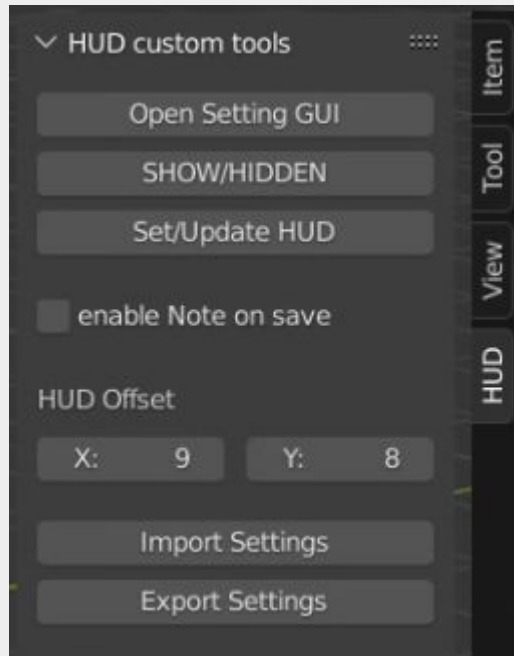 HUD custom tools
Open Setting GUI
SHOW/HIDDEN
Set/Update HUD
enable Note on save
HUD Offset
X: 9 Y: 8
Import Settings
Export Settings
Item
Tool
View
HUD